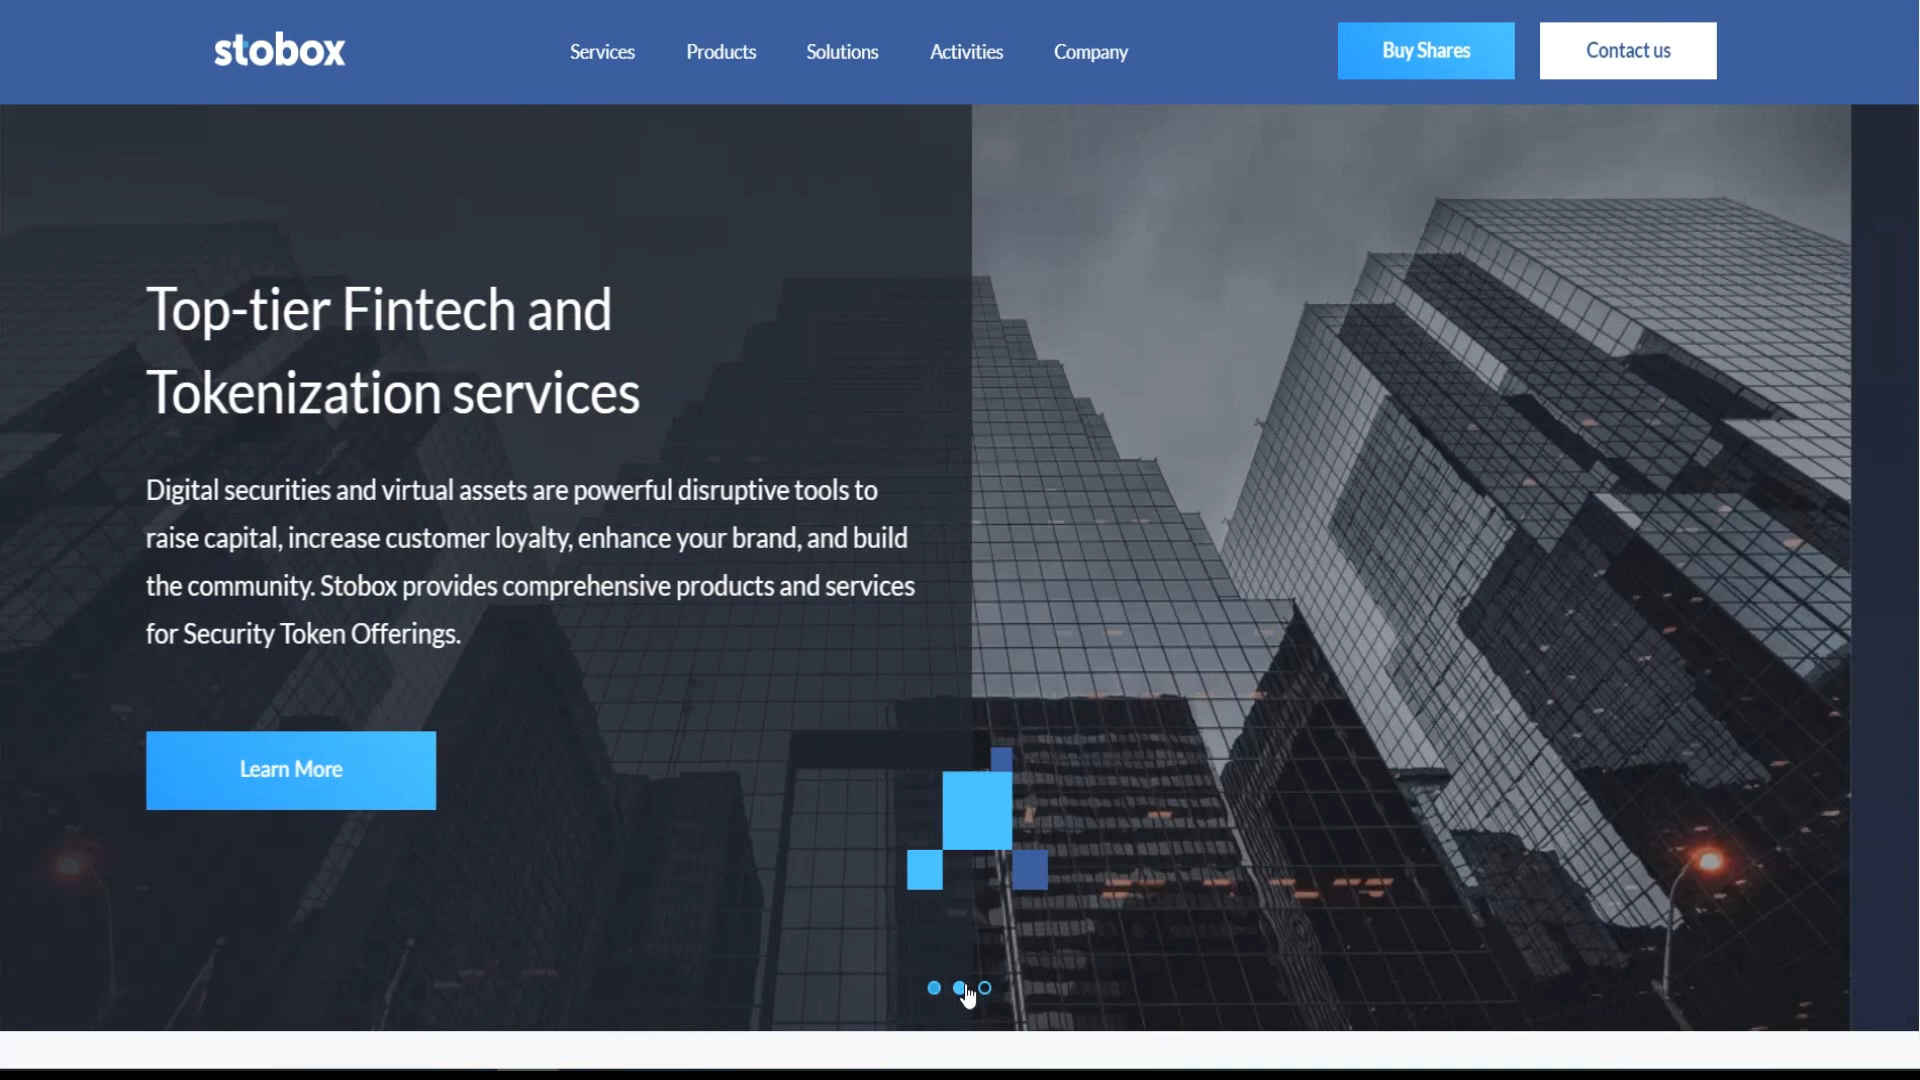 stobox
Services
Products
Solutions
Activities
Company
Buy Shares
Contact us
Top-tier Fintech and
Tokenization services
Digital securities and virtual assets are powerful disruptive tools to
raise capital, increase customer loyalty, enhance your brand, and build
the community. Stobox provides comprehensive products and services
for Security Token Offerings.
Learn More